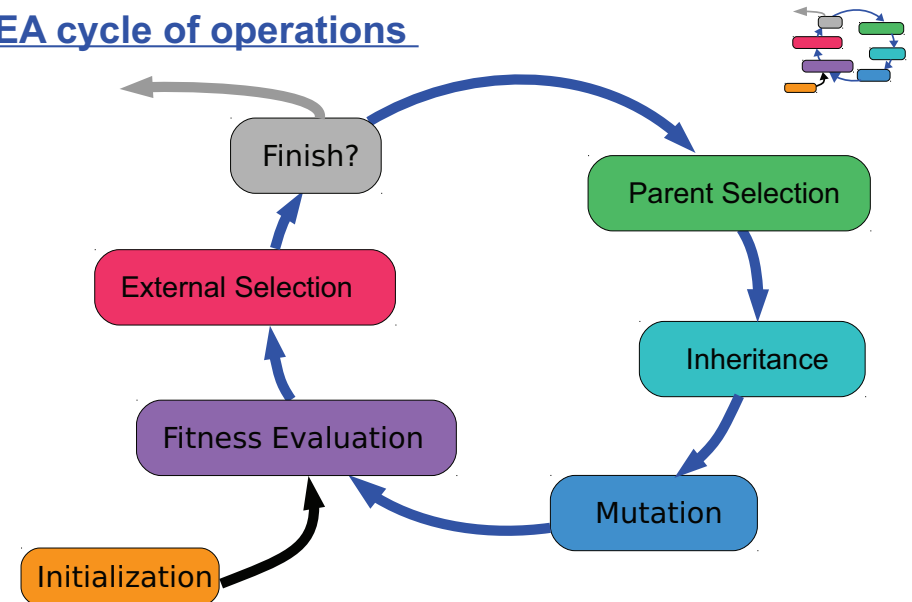 EA cycle of operations
Finish?
Parent Selection
External Selection
Inheritance
Fitness Evaluation
Mutation
Initialization